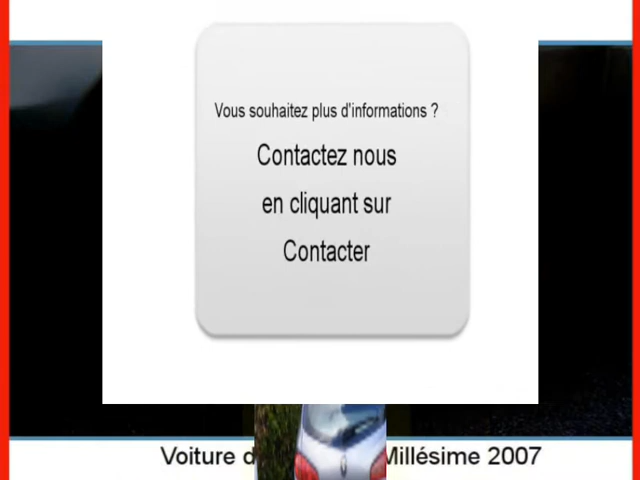 Vous souhaitez plus d'informations ?
Contactez nous
en cliquant sur
Contacter
Voiture Millésime 2007